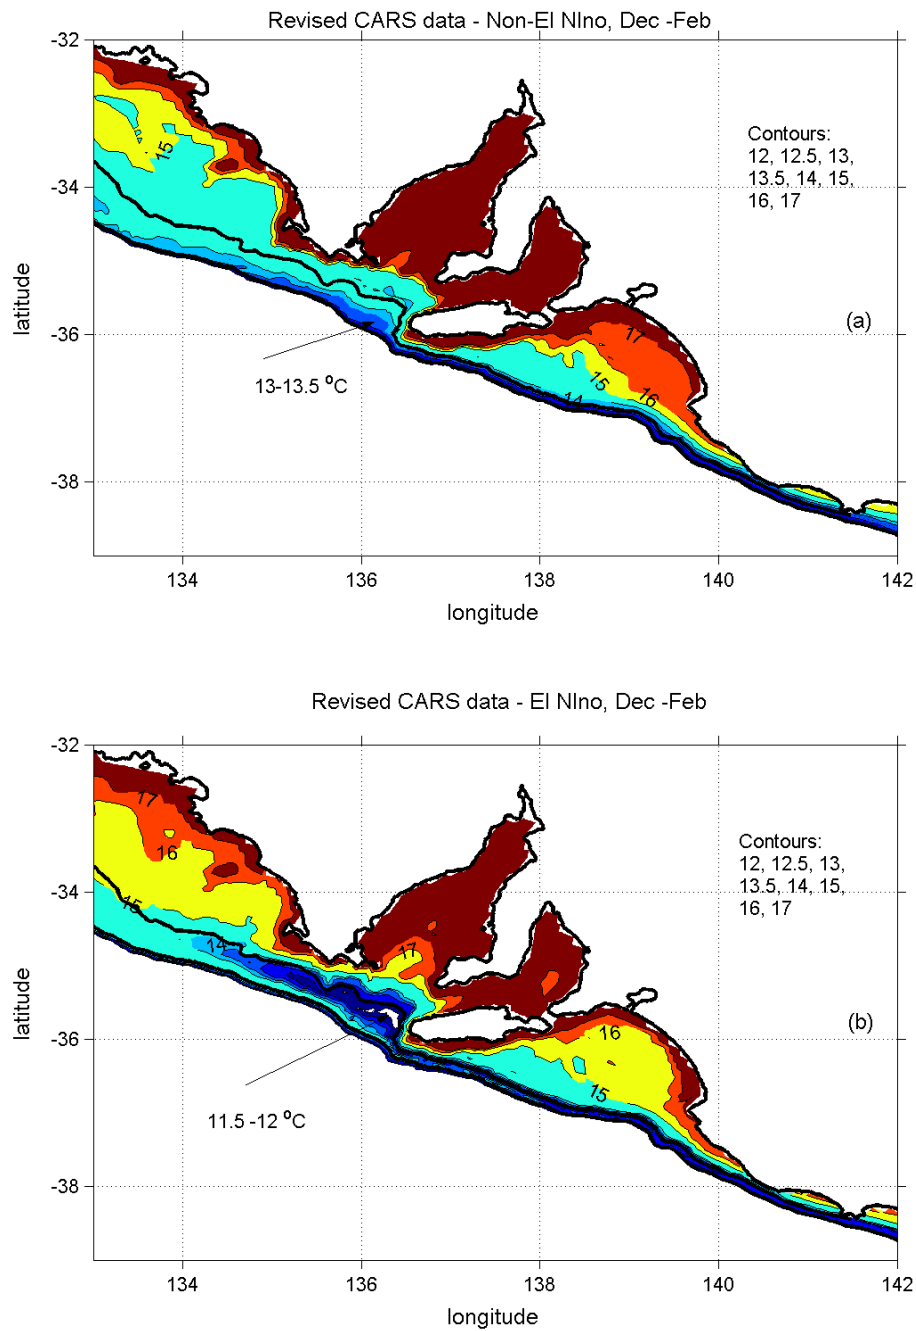 Revised CARS data - Non-El NIno, Dec -Feb
-32
Contours:
12, 12.5, 13,
13.5, 14, 15,
16, 17
15
-34
latitude
17
(a)
-36
15
16
14
13-13.5 °C
-38
134
136
138
140
142
longitude
Revised CARS data - El NIno, Dec -Feb
-32
17
Contours:
12, 12.5, 13,
13.5, 14, 15,
16, 17
16
-34
15
14
17
latitude
16
(b)
-36
15
11.5 -12 °C
-38
134
136
138
140
142
longitude